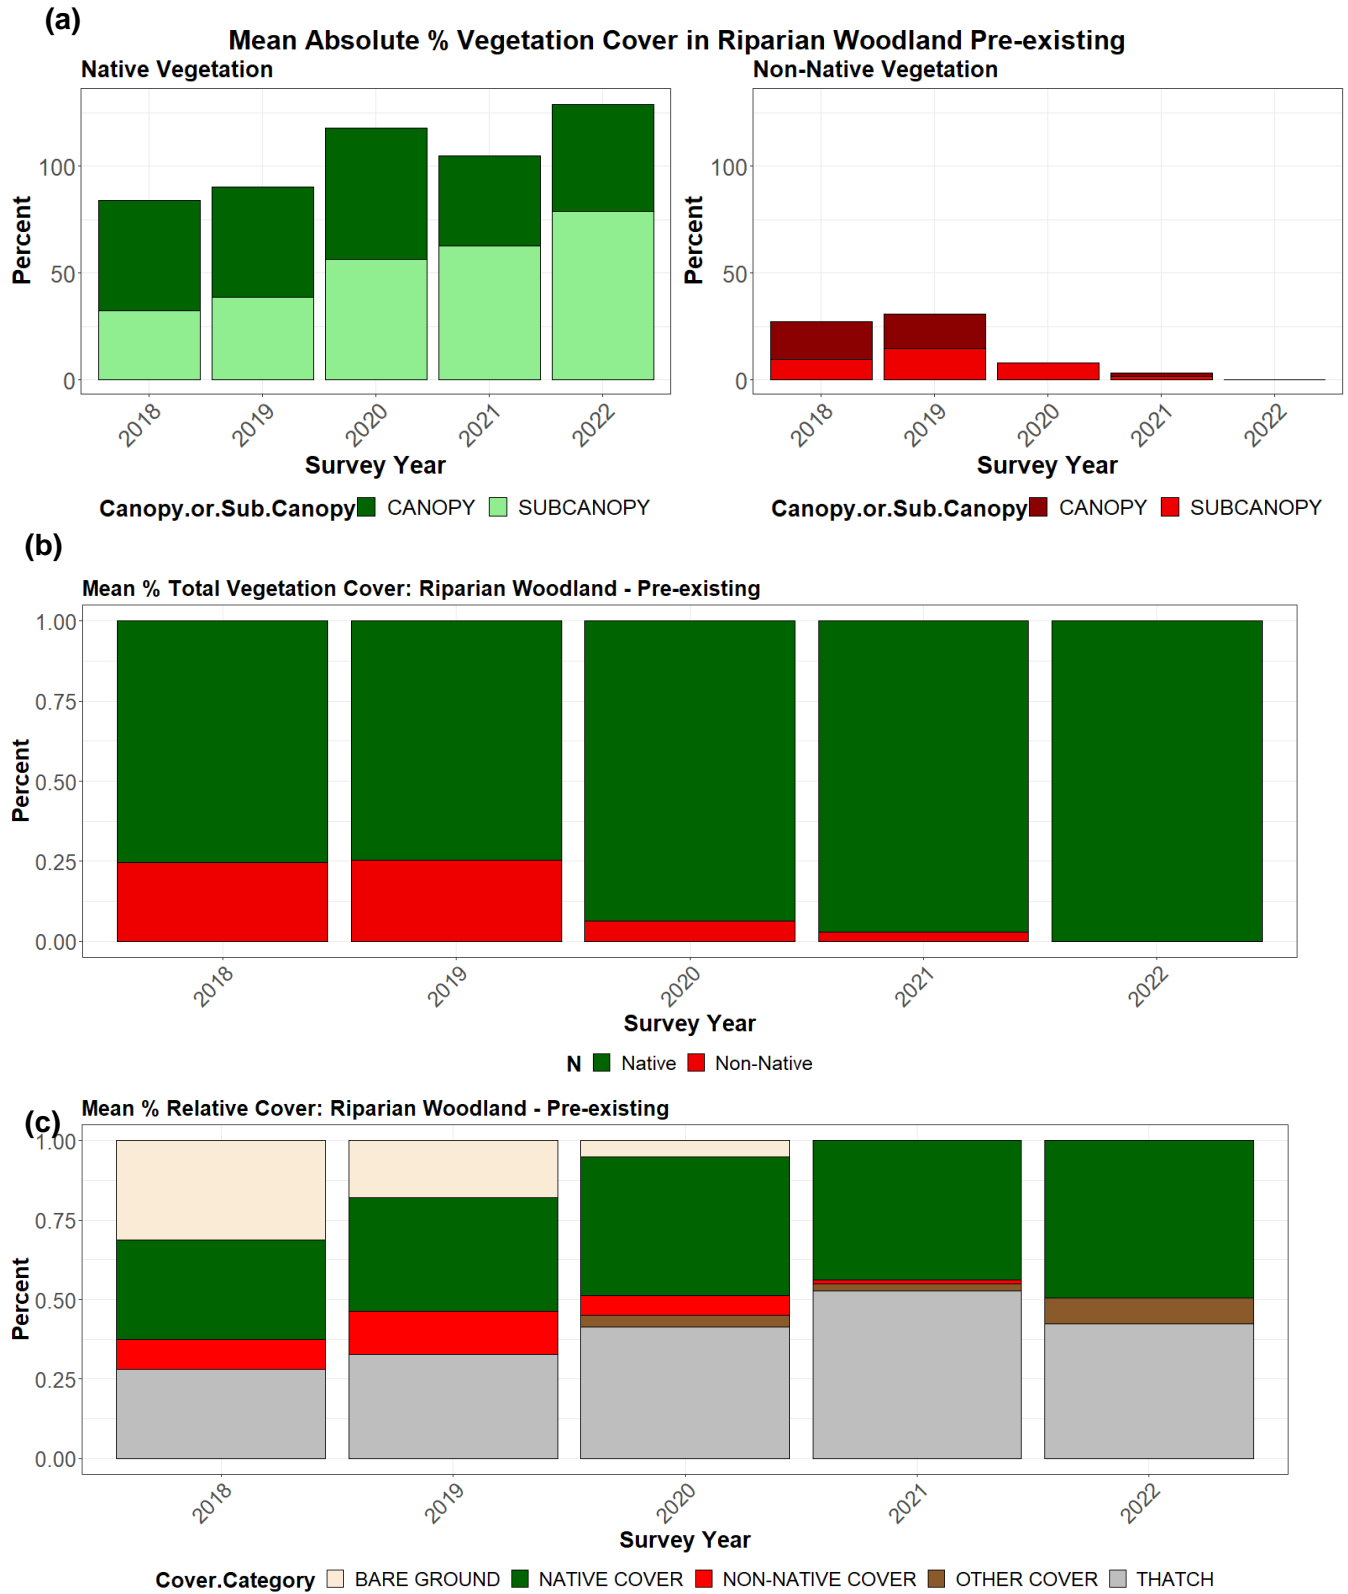 (a)
Mean Absolute % Vegetation Cover in Riparian Woodland Pre-existing
Native Vegetation
Non-Native Vegetation
Percent
100
50
0
2018
2019
2020
2021
2022
Survey Year
Canopy.or.Sub.Canopy CANOPY SUBCANOPY
Percent
100
50
0
2018
2019
2020
2021
2022
Survey Year
Canopy.or.Sub.Canopy CANOPY SUBCANOPY
(b)
Mean % Total Vegetation Cover: Riparian Woodland - Pre-existing
Percent
1.00
0.75
0.50
0.25
0.00
2018
2019
2020
2021
2022
Survey Year
N Native Non-Native
(c)
Mean % Relative Cover: Riparian Woodland - Pre-existing
Percent
1.00
0.75
0.50
0.25
0.00
2018
2019
2020
2021
2022
Survey Year
Cover.Category BARE GROUND NATIVE COVER NON-NATIVE COVER OTHER COVER THATCH